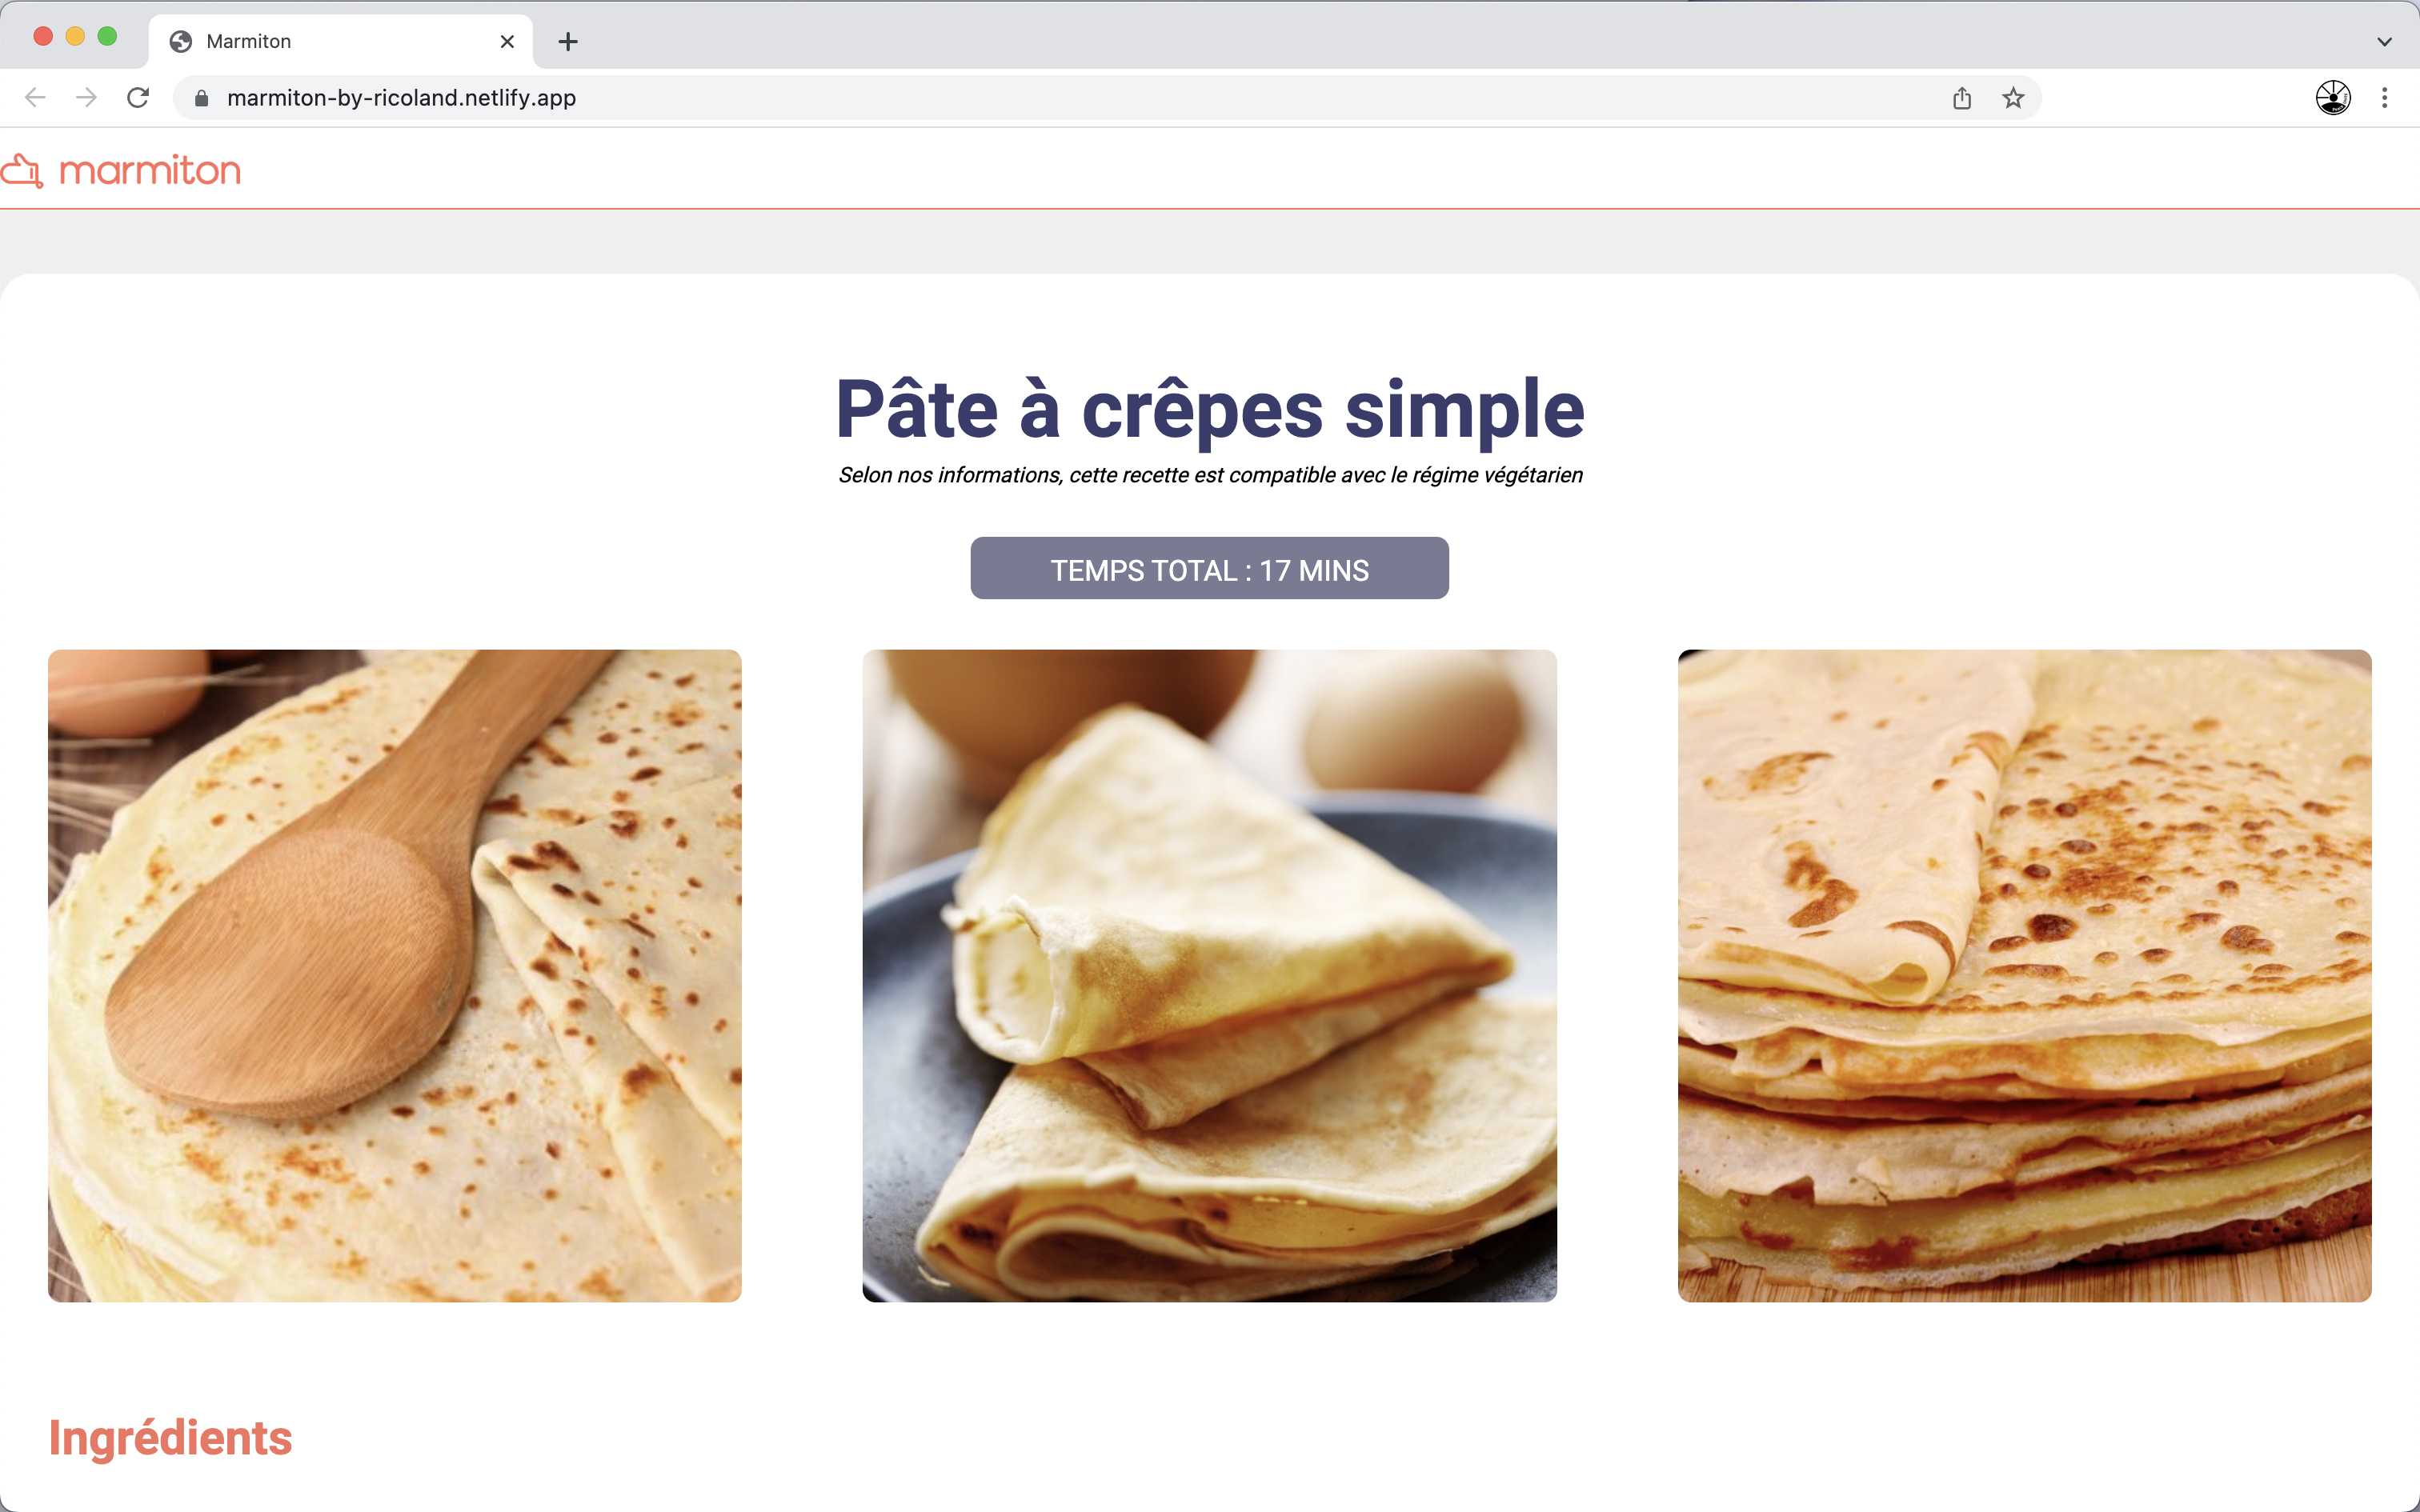 Marmiton
marmiton-by-ricoland.netlify.app
marmiton
Pâte à crêpes simple
Selon nos informations, cette recette est compatible avec le régime végétarien
TEMPS TOTAL : 17 MINS
Ingrédients